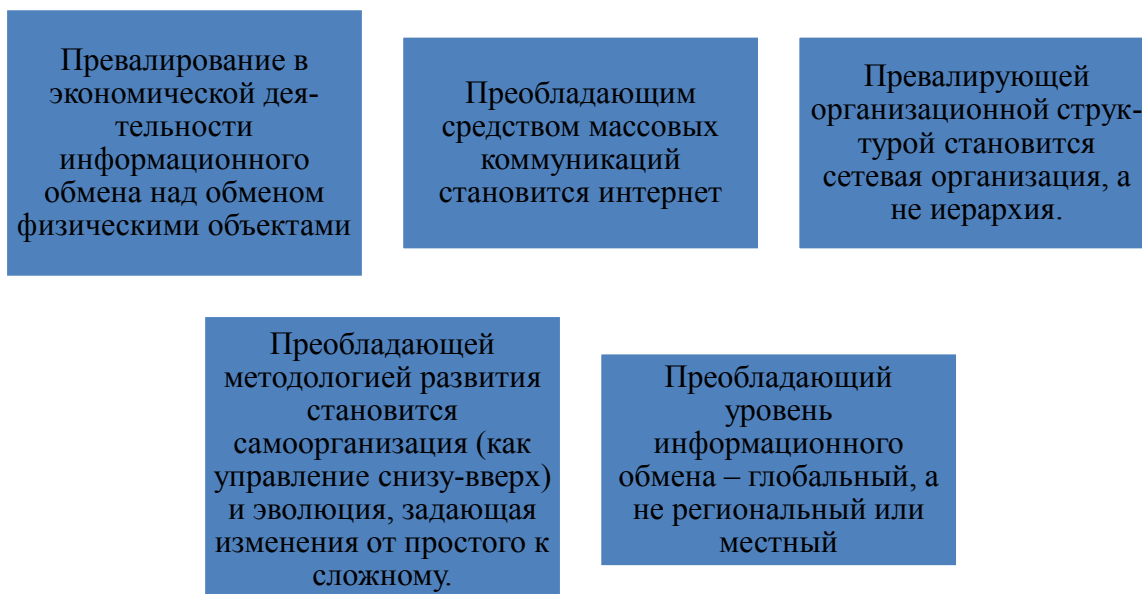 Превалирование в
экономической дея-
тельности
информационного
обмена над обменом
физическими объектами
Преобладающим
средством массовых
коммуникаций
становится интернет
Превалирующей
организационной струк-
турой становится
сетевая организация, а
не иерархия.
Преобладающей
методологией развития
становится
самоорганизация (как
управление снизу-вверх)
и эволюция, задающая
изменения от простого к
сложному.
Преобладающий
уровень
информационного
обмена – глобальный, а
не региональный или
местный